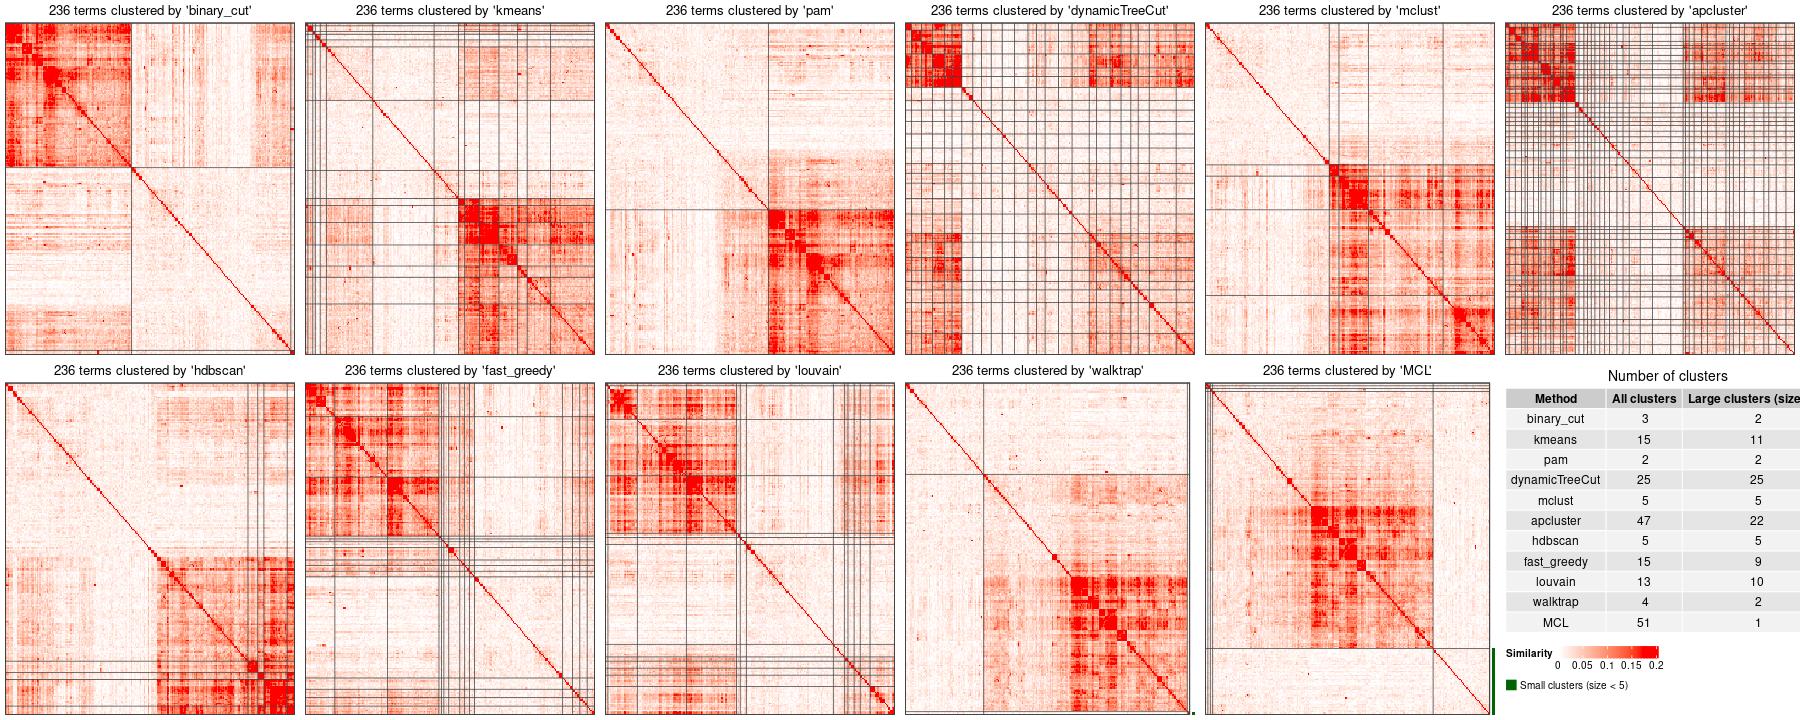 236 terms clustered by 'binary_cut'
236 terms clustered by 'kmeans'
236 terms clustered by 'pam'
236 terms clustered by 'dynamicTreeCut'
236 terms clustered by 'mclust'
236 terms clustered by 'apcluster'
236 terms clustered by 'hdbscan'
236 terms clustered by 'fast_greedy'
236 terms clustered by 'louvain'
236 terms clustered by 'walktrap'
236 terms clustered by 'MCL'
Number of clusters
Method All clusters Large clusters (size
binary_cut 3 2
kmeans 15 11
pam 2 2
dynamicTreeCut 25 25
mclust 5 5
apcluster 47 22
hdbscan 5 5
fast_greedy 15 9
louvain 13 10
walktrap 4 2
MCL 51 1
Similarity
0 0.05 0.1 0.15 0.2
Small clusters (size < 5)